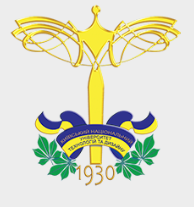 КИЇВСЬКИЙ НАЦІОНАЛЬНИЙ
УНІВЕРСИТЕТ
ТЕХНОЛОГІЙ ТА ДИЗАЙНУ
1930